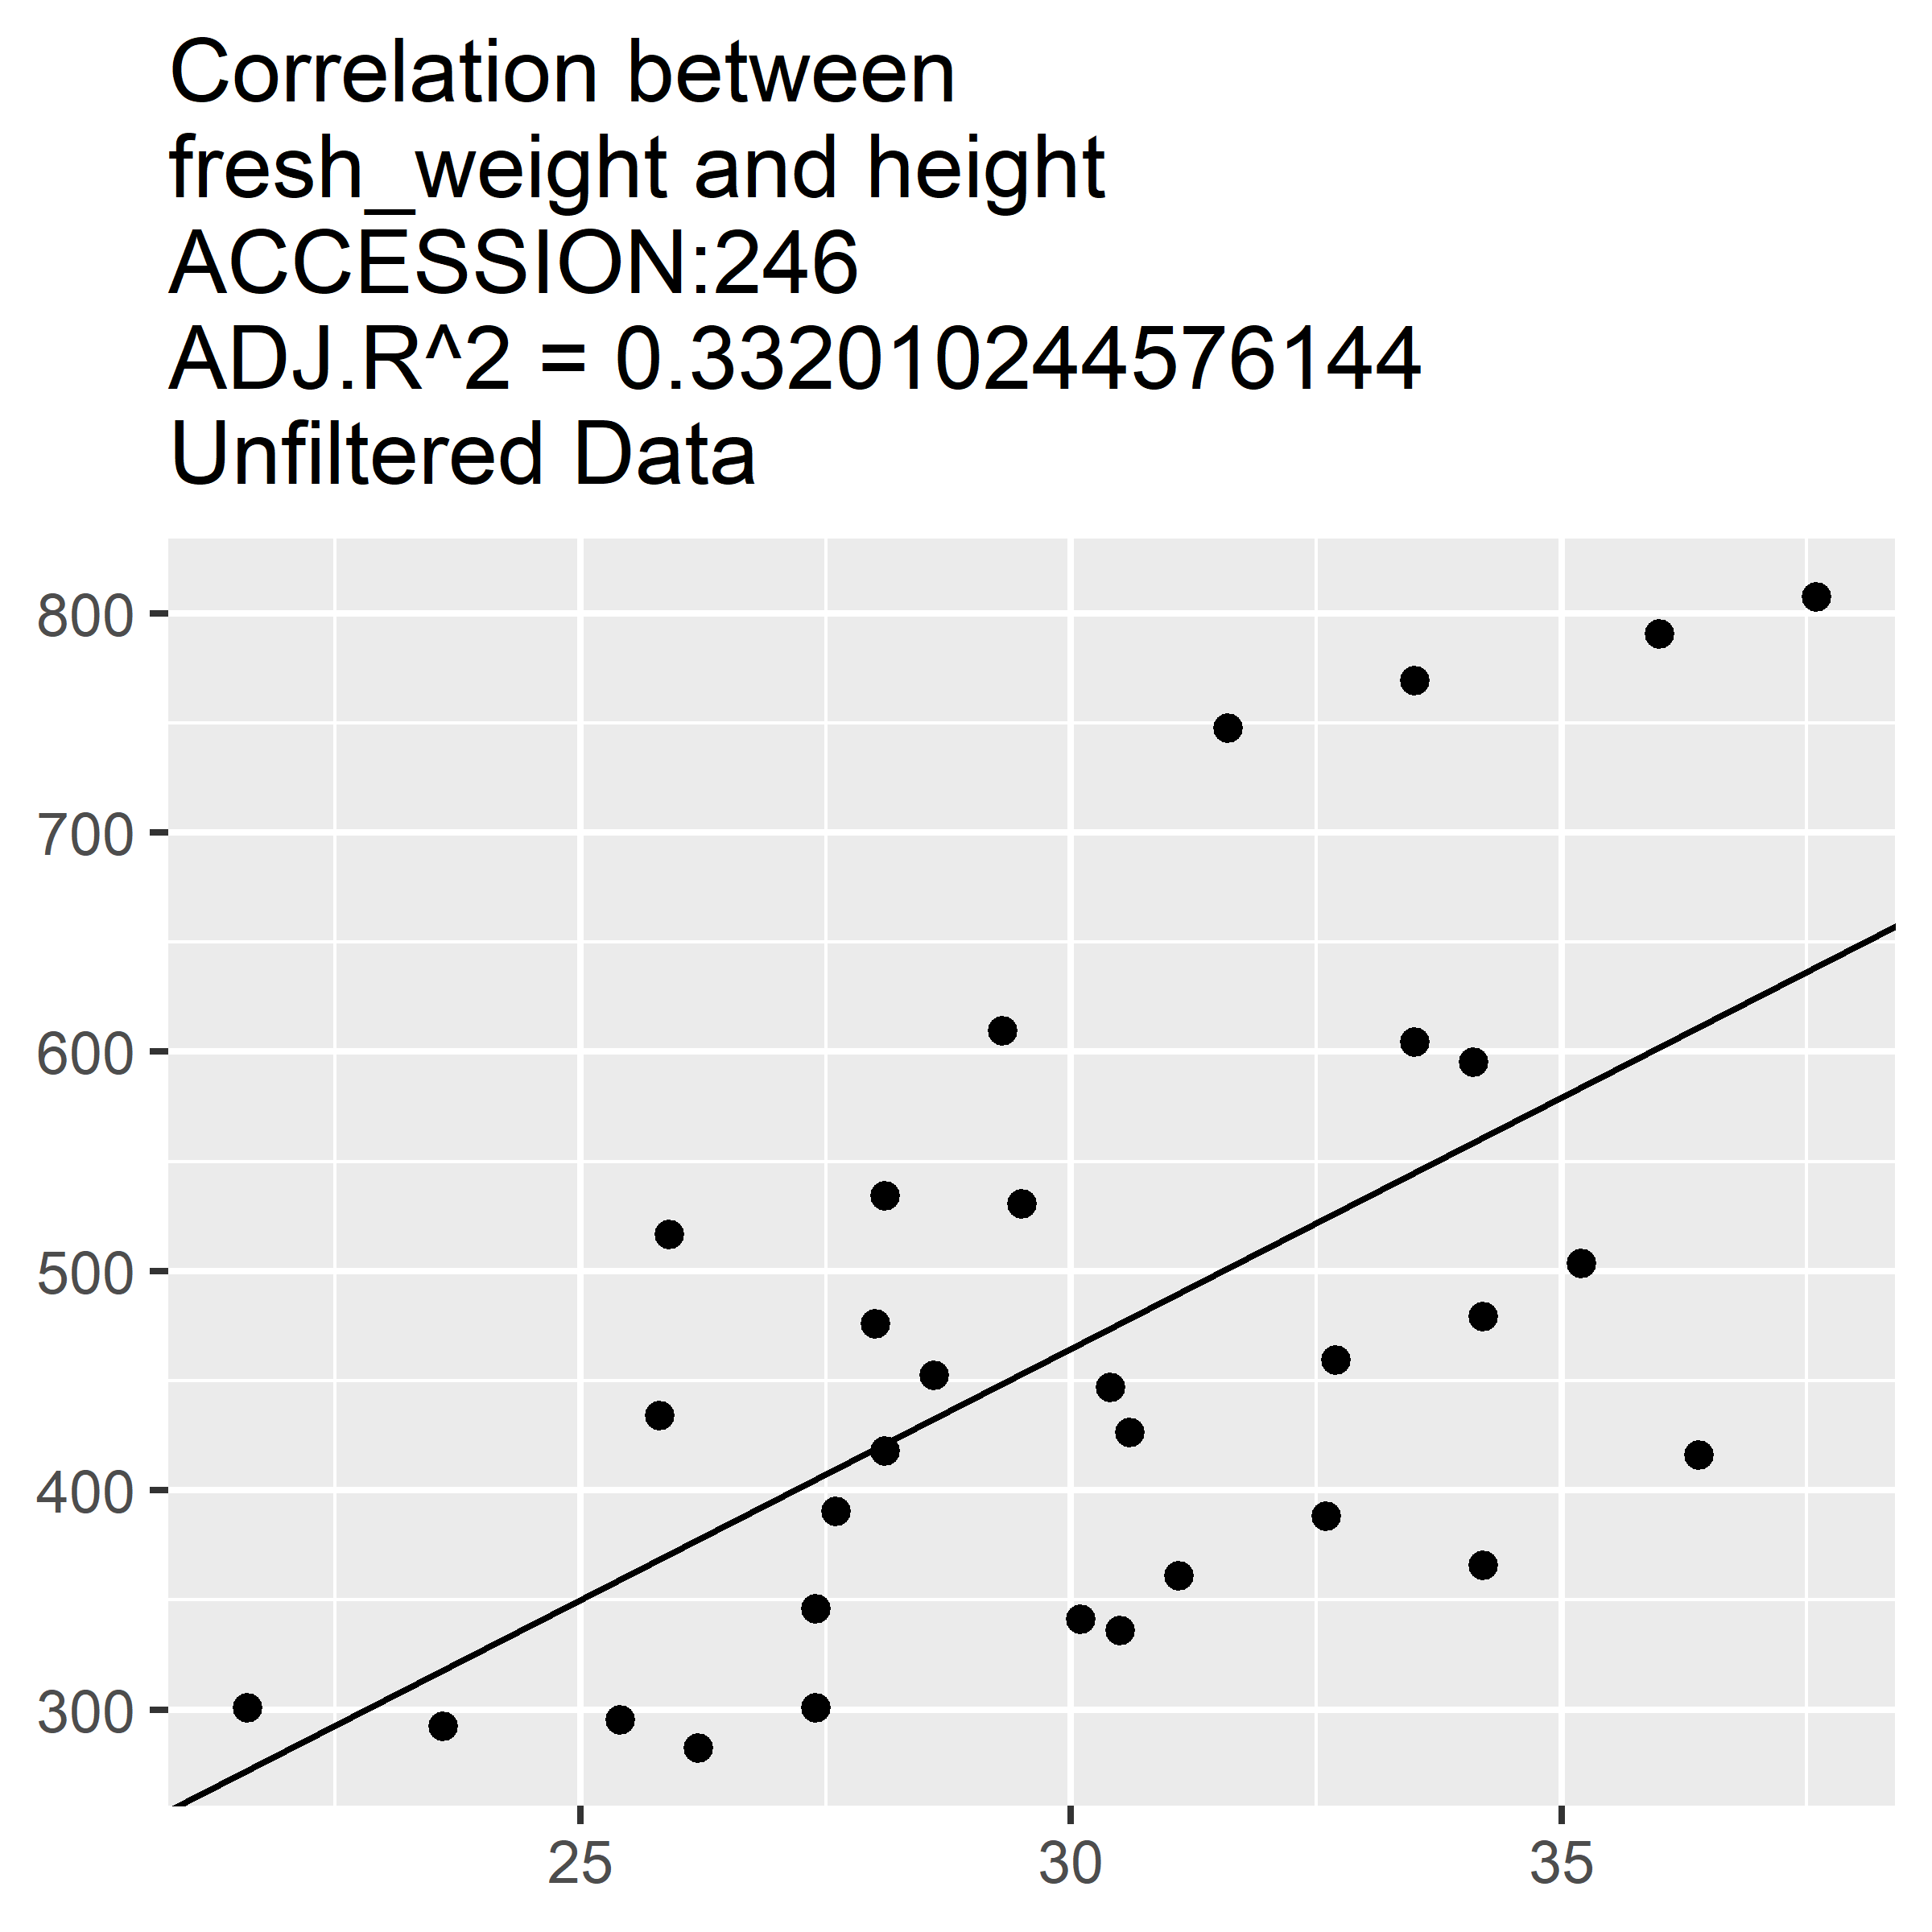 Correlation between
fresh_weight and height
ACCESSION:246
ADJ.R^2 = 0.332010244576144
Unfiltered Data
800
700
600
500
400
300
25 30 35